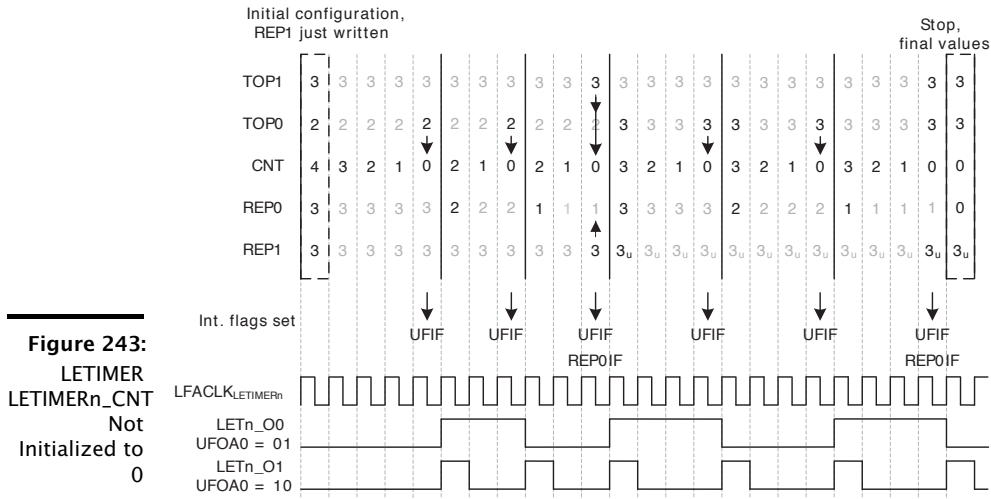 Initial configuration,
REP1 just written
Stop,
final values
TOP1 3 3 3 3 3 3 3 3 3 3 3 3 3 3 3 3 3 3 3 3 3 3 3 3
TOP0 2 2 2 2 2 2 2 2 2 2 2 3 3 3 3 3 3 3 3 3 3 3 3 3
CNT 4 3 2 1 0 2 1 0 2 1 0 3 2 1 0 3 2 1 0 3 2 1 0 0
REP0 3 3 3 3 3 2 2 2 1 1 1 3 3 3 3 2 2 2 2 1 1 1 1 0
REP1 3 3 3 3 3 3 3 3 3 3 3 3u 3u 3u 3u 3u 3u 3u 3u 3u 3u 3u 3u 3u
Int. flags set
UFIF UFIF UFIF UFIF UFIF UFIF
REP0IF REP0IF
LFACLKLETIMERn
LETn_O0
UFOA0 = 01
LETn_O1
UFOA0 = 10
Figure 243:
LETIMER
LETIMERn_CNT
Not
Initialized to
0